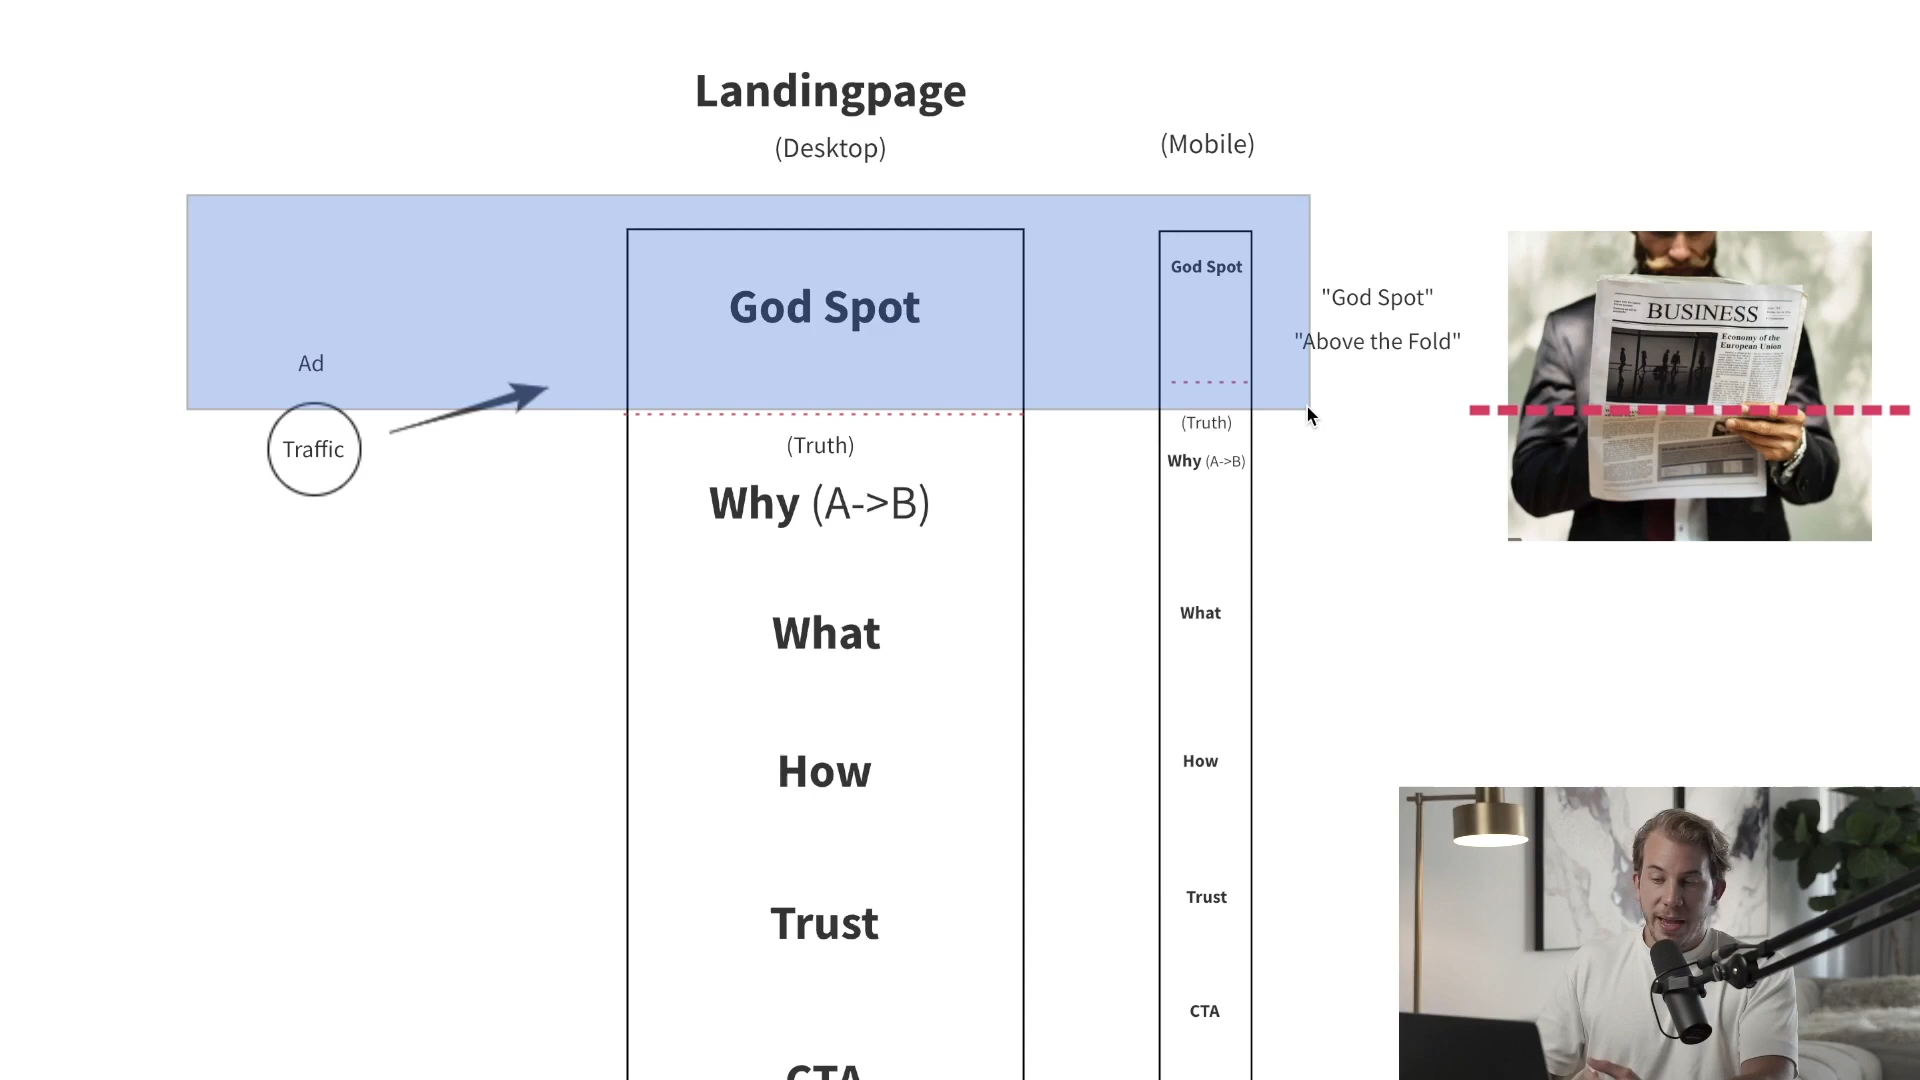 Landingpage
(Desktop)
(Mobile)
God Spot
God Spot
"God Spot"
"Above the Fold"
Ad
Traffic
(Truth)
Why (A->B)
What
How
Trust
CTA
(Truth)
Why (A->B)
What
How
Trust
CTA
BUSINESS
Economy of the
European Union